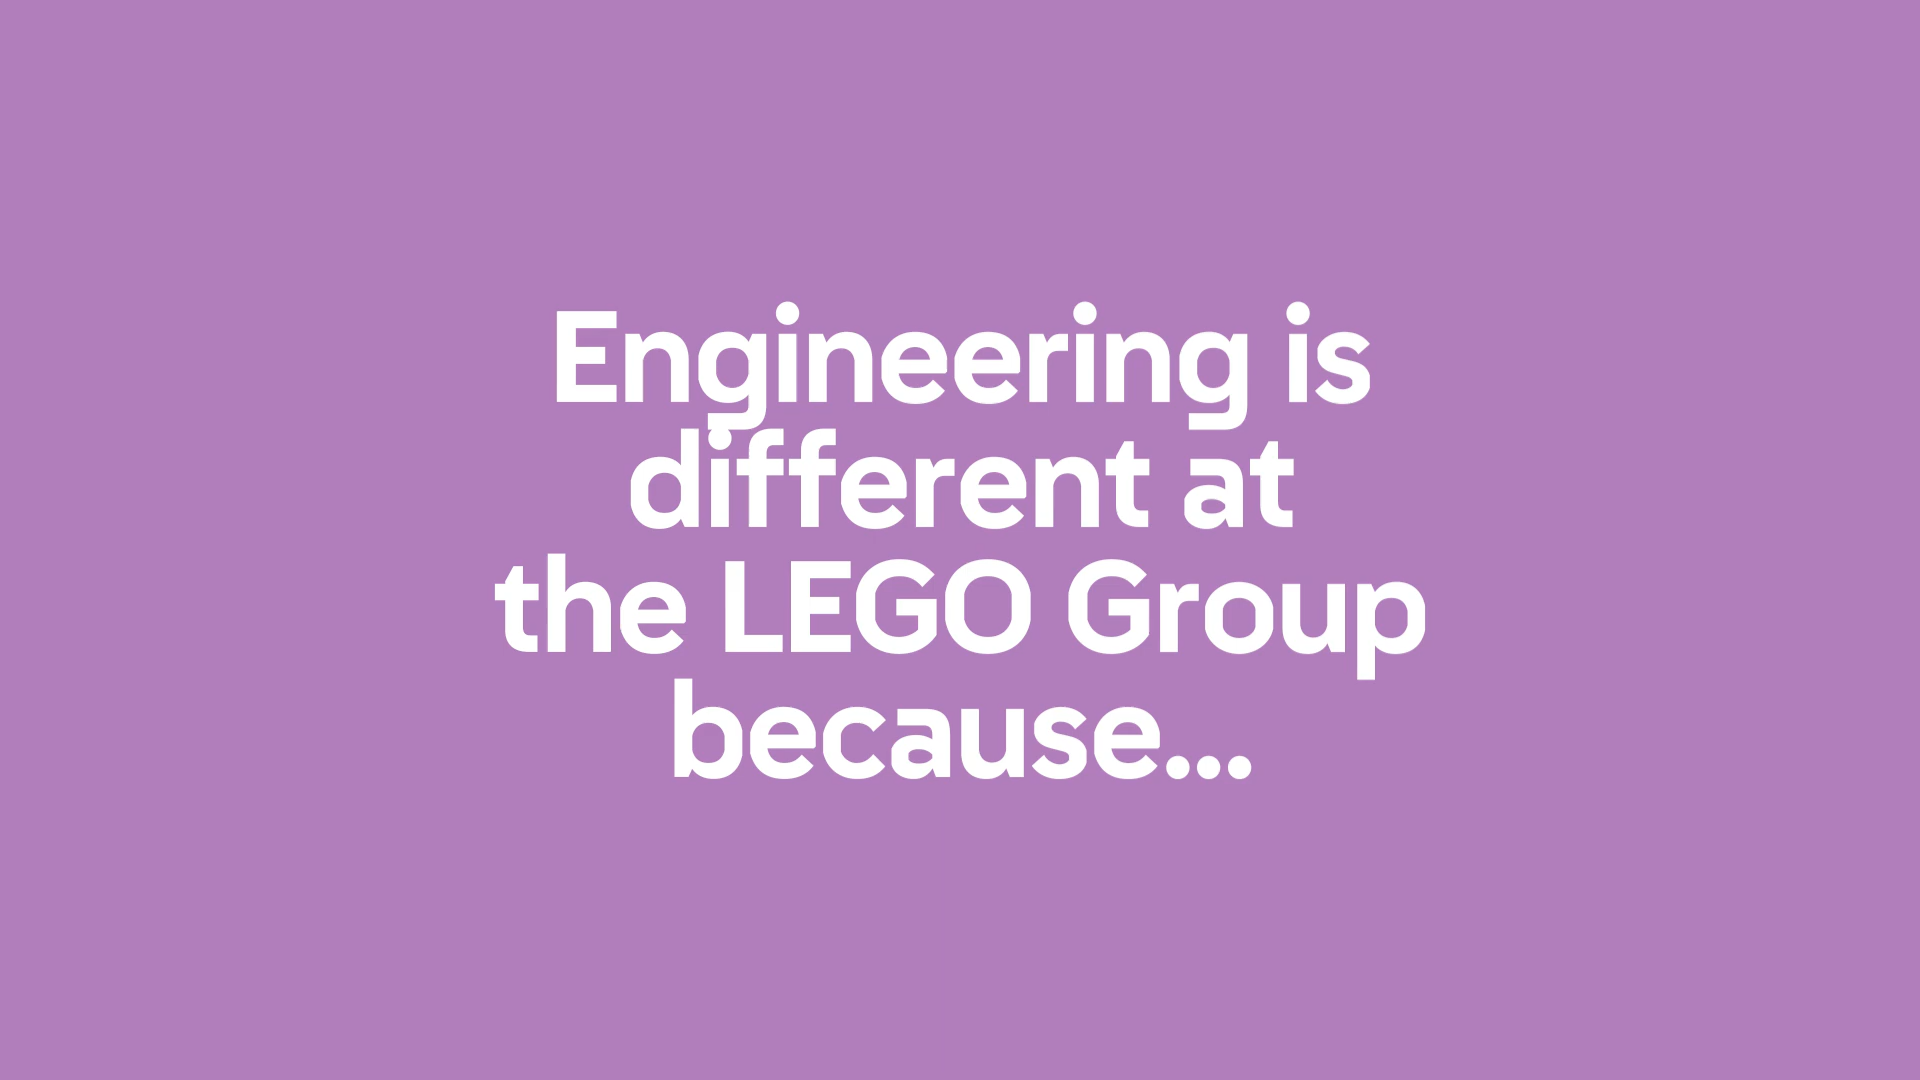 Engineering is
different at
the LEGO Group
because...